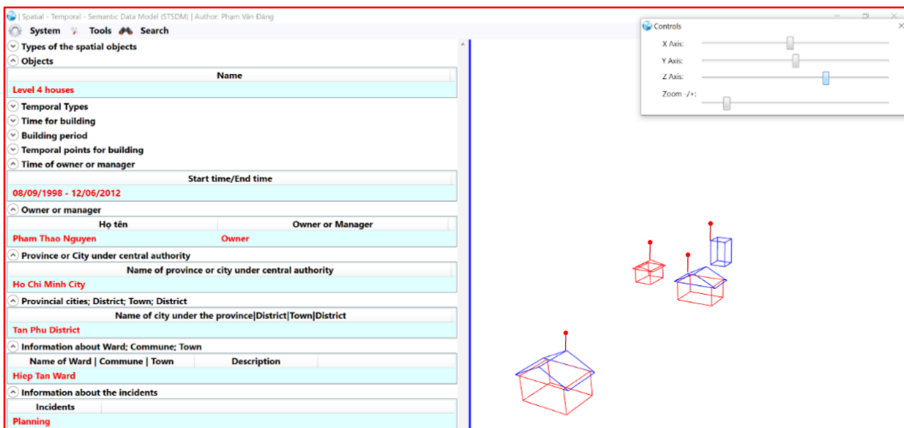 | Spatial - Temporal - Semantic Data Model (STSDM) | Author: Phạm Văn Đăng
System Tools Search
Types of the spatial objects
Objects
Name
Level 4 houses
Temporal Types
Time for building
Building period
Temporal points for building
Time of owner or manager
Start time/End time
08/09/1998 - 12/06/2012
Owner or manager
Họ tên Owner or Manager
Pham Thao Nguyen Owner
Province or City under central authority
Name of province or city under central authority
Ho Chi Minh City
Provincial cities; District; Town; District
Name of city under the province|District|Town|District
Tan Phu District
Information about Ward; Commune; Town
Name of Ward | Commune | Town Description
Hiep Tan Ward
Information about the incidents
Incidents
Planning
Controls
X Axis:
Y Axis:
Z Axis:
Zoom -/+: